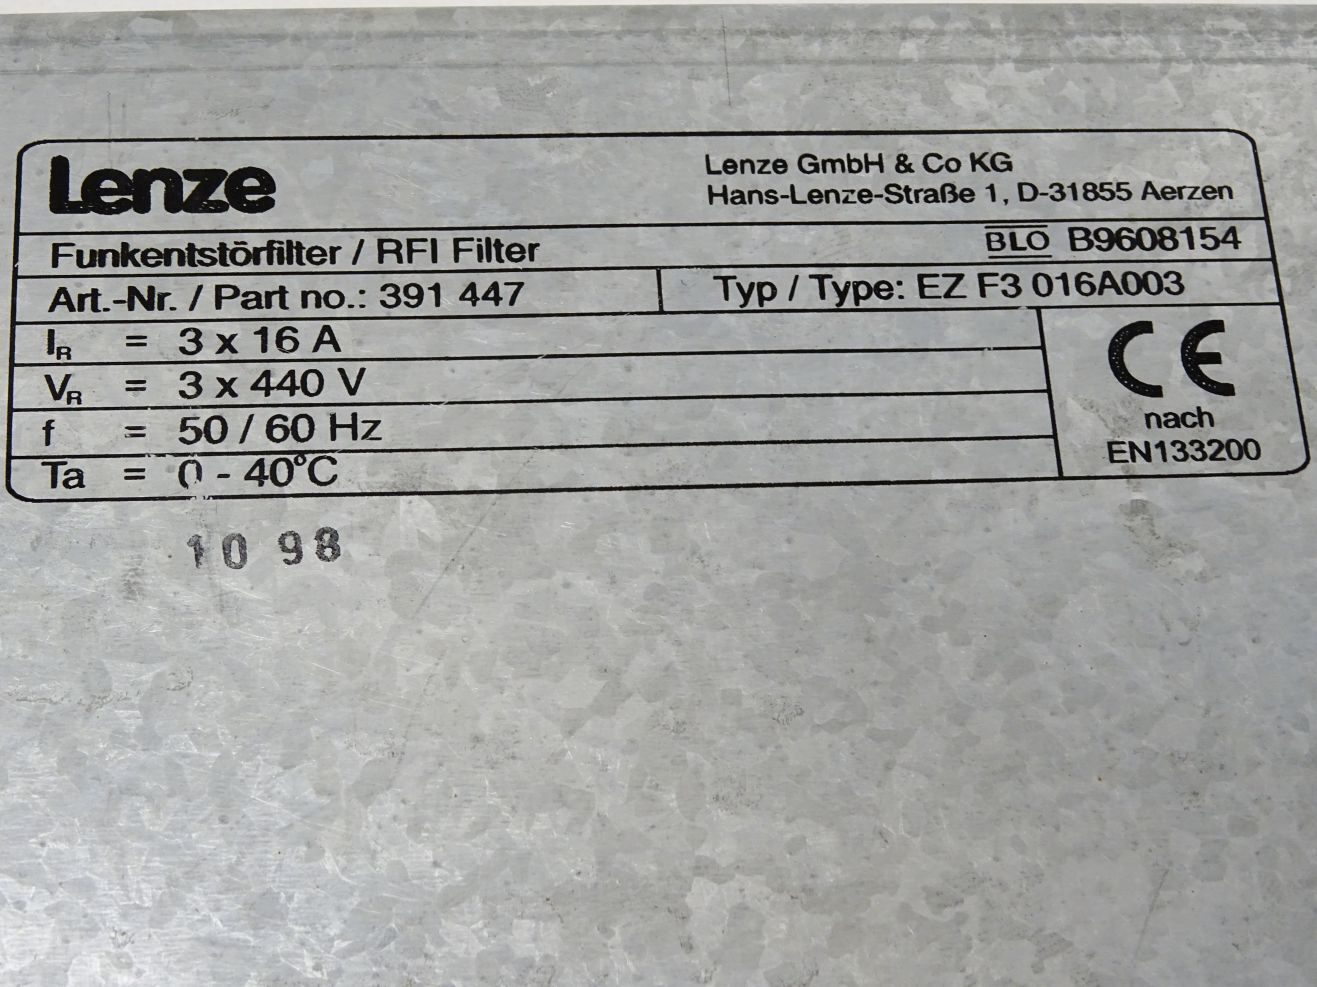 Lenze
Lenze GmbH & Co KG
Hans-Lenze-Straße 1, D-31855 Aerzen
Funkentstörfilter / RFI Filter
BLO B9608154
Art.-Nr. / Part no.: 391 447
Typ / Type: EZ F3 016A003
IR = 3 x 16 A
VR = 3 x 440 V
f = 50 / 60 Hz
Ta = 0 - 40°C
CE
nach
EN133200
10 98